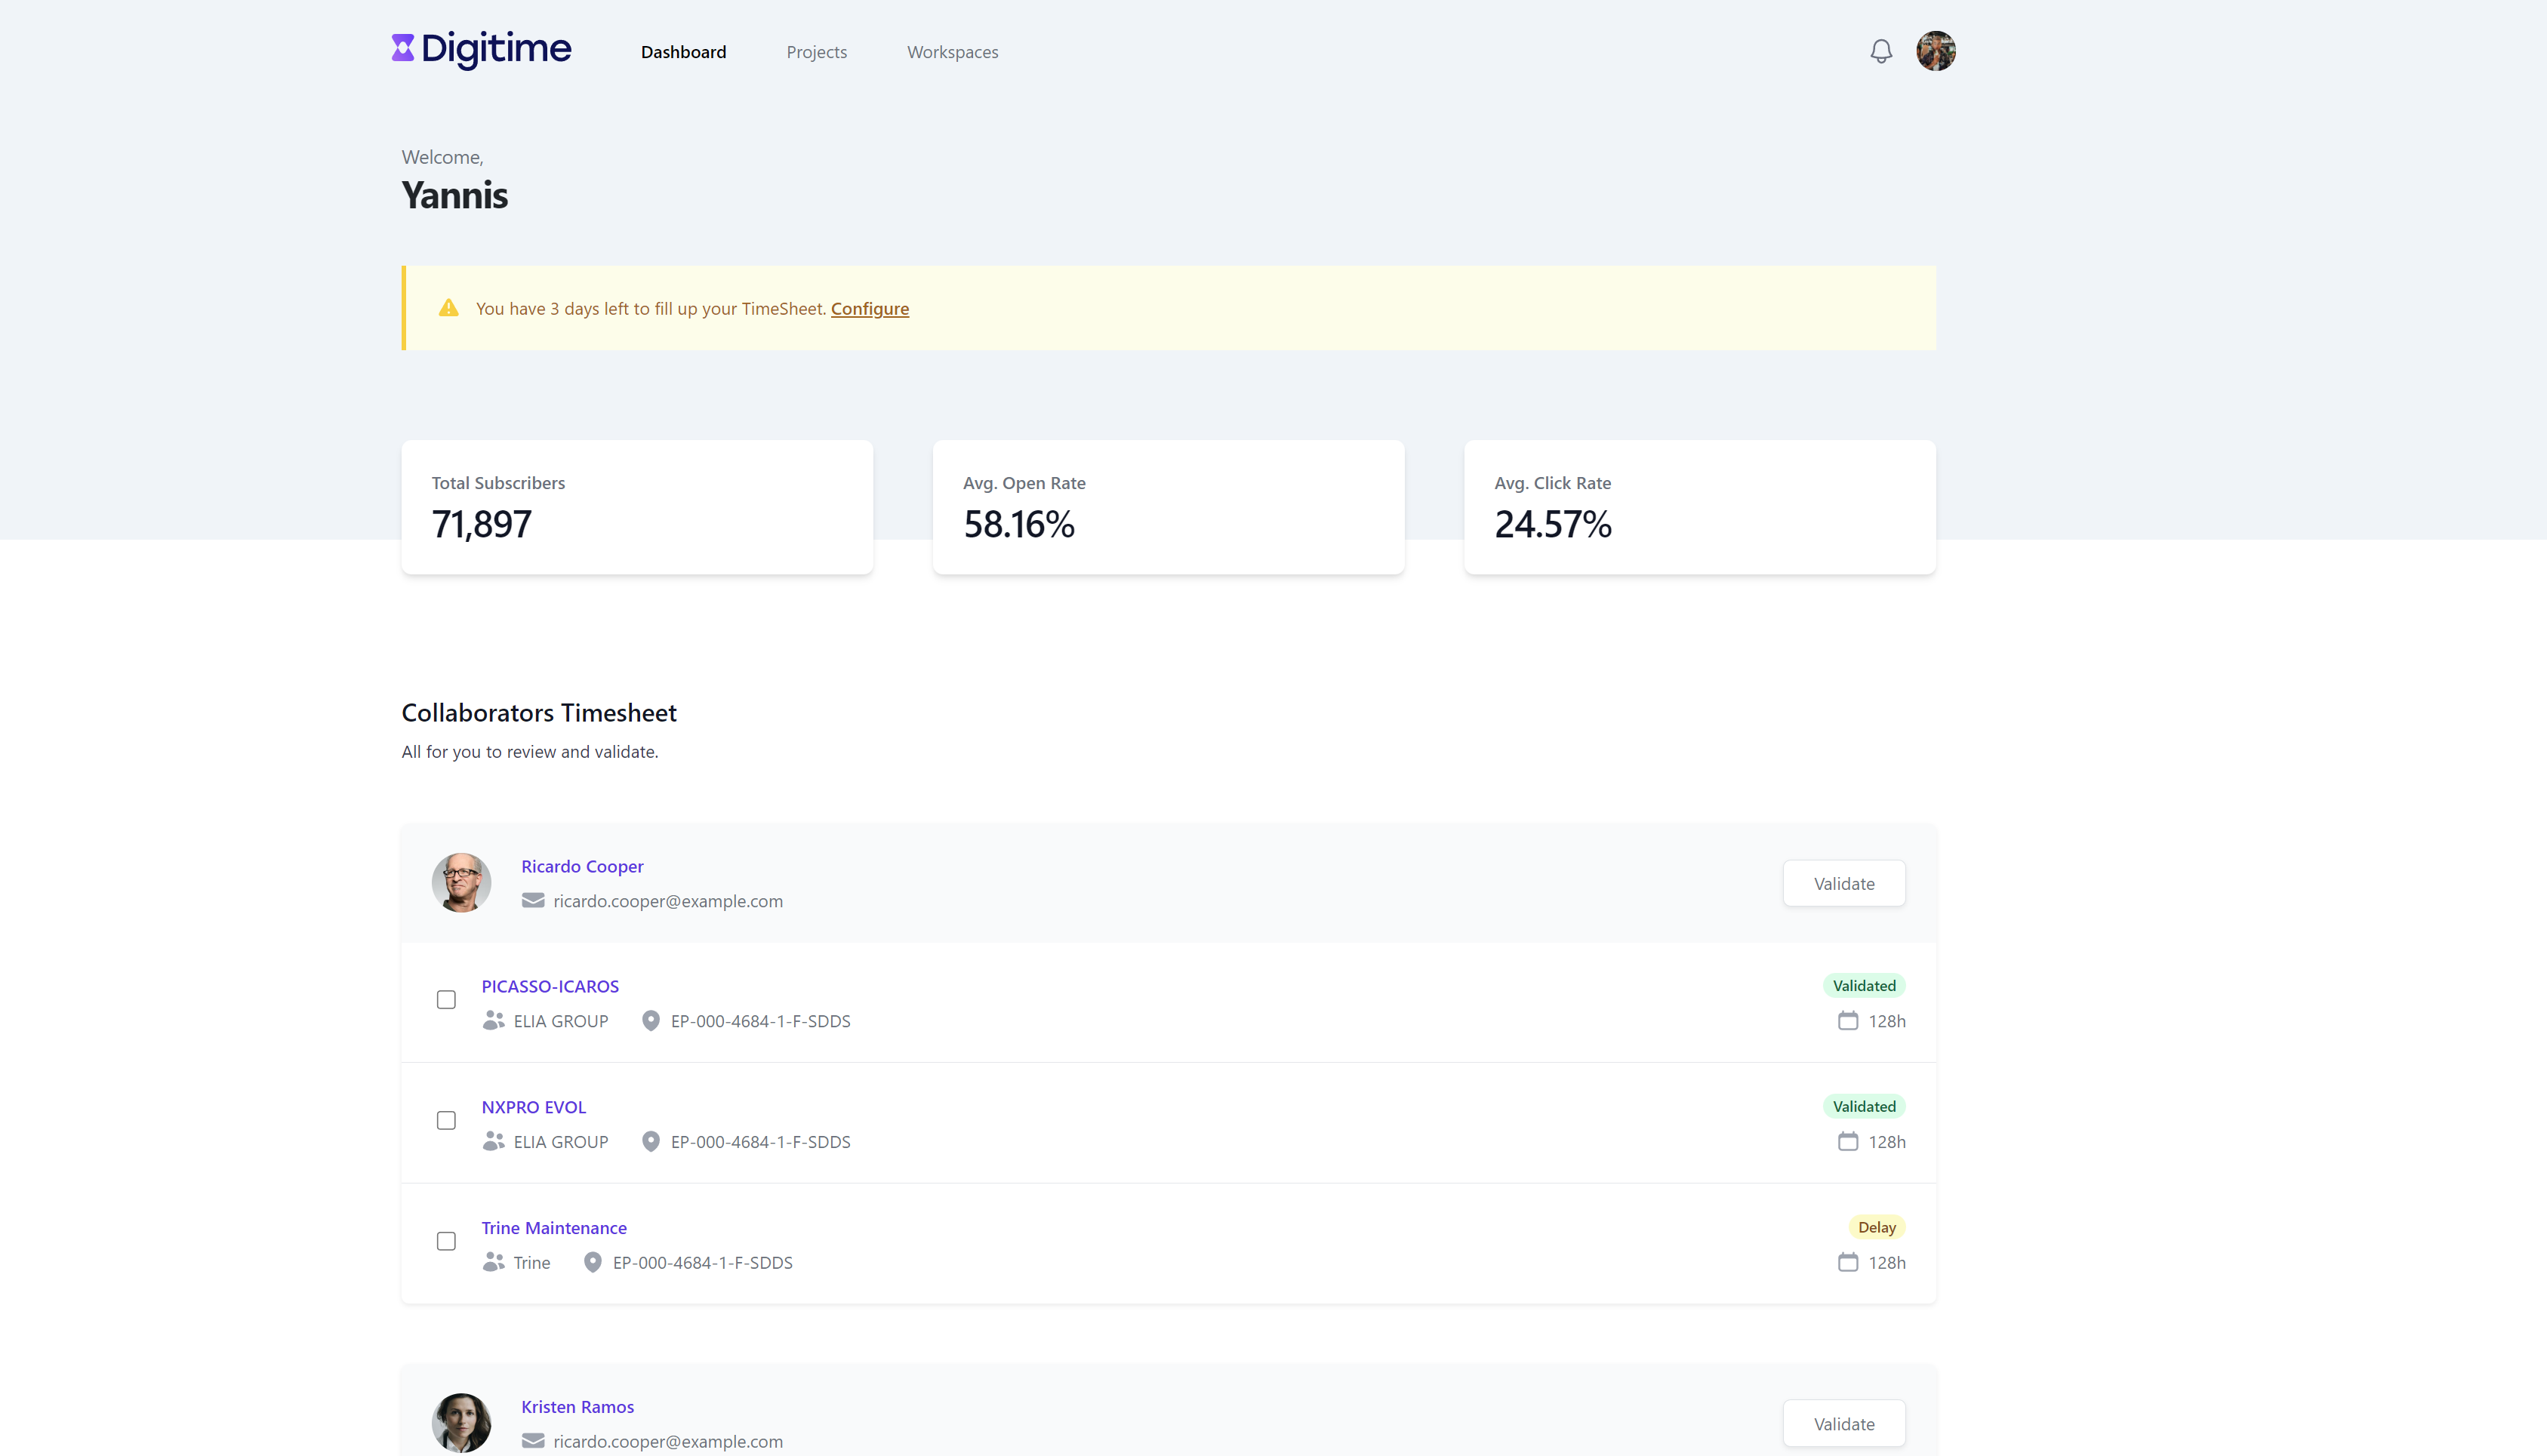 Digitime Dashboard Projects Workspaces
Welcome,
Yannis
You have 3 days left to fill up your TimeSheet. Configure
Total Subscribers
71,897
Avg. Open Rate
58.16%
Avg. Click Rate
24.57%
Collaborators Timesheet
All for you to review and validate.
Ricardo Cooper
ricardo.cooper@example.com
Validate
PICASSO-ICAROS
Validated
ELIA GROUP EP-000-4684-1-F-SDDS
128h
NXPRO EVOL
Validated
ELIA GROUP EP-000-4684-1-F-SDDS
128h
Trine Maintenance
Delay
Trine EP-000-4684-1-F-SDDS
128h
Kristen Ramos
ricardo.cooper@example.com
Validate